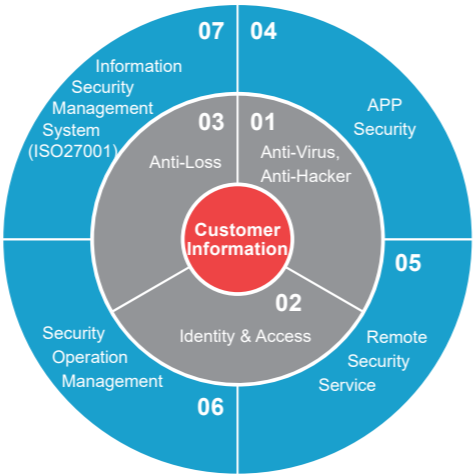 07
Information
Security
Management
System
(ISO27001)
04
APP
Security
03
Anti-Loss
01
Anti-Virus,
Anti-Hacker
Customer
Information
02
Identity & Access
05
Remote
Security
Service
Security
Operation
Management
06